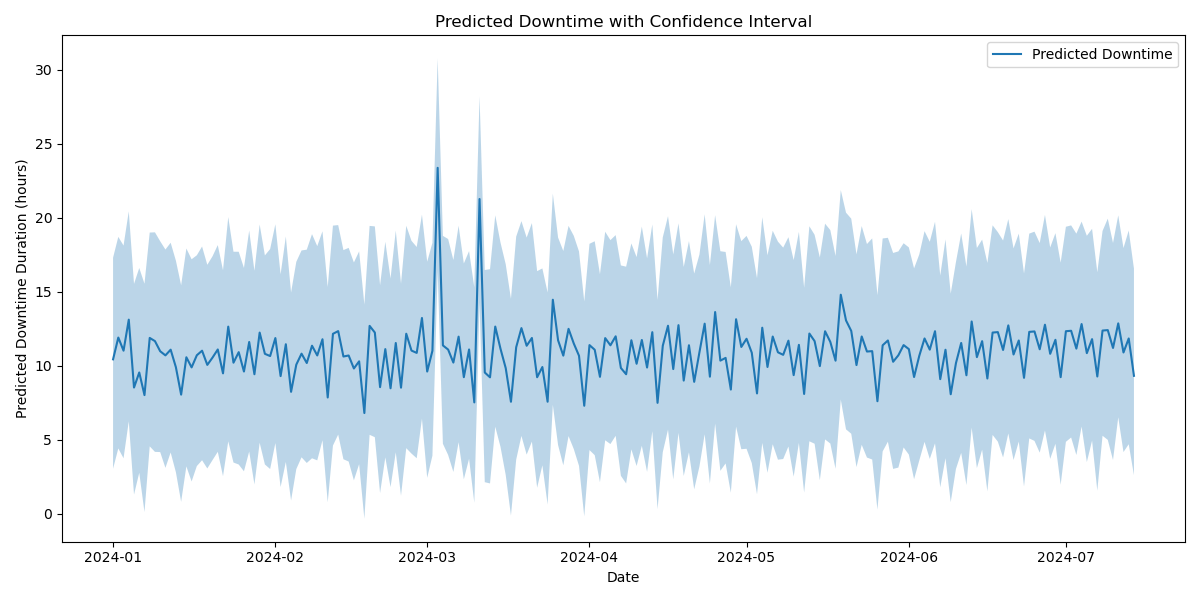 Predicted Downtime with Confidence Interval
Predicted Downtime
Predicted Downtime Duration (hours)
30
25
20
15
10
5
0
2024-01 2024-02 2024-03 2024-04 2024-05 2024-06 2024-07
Date